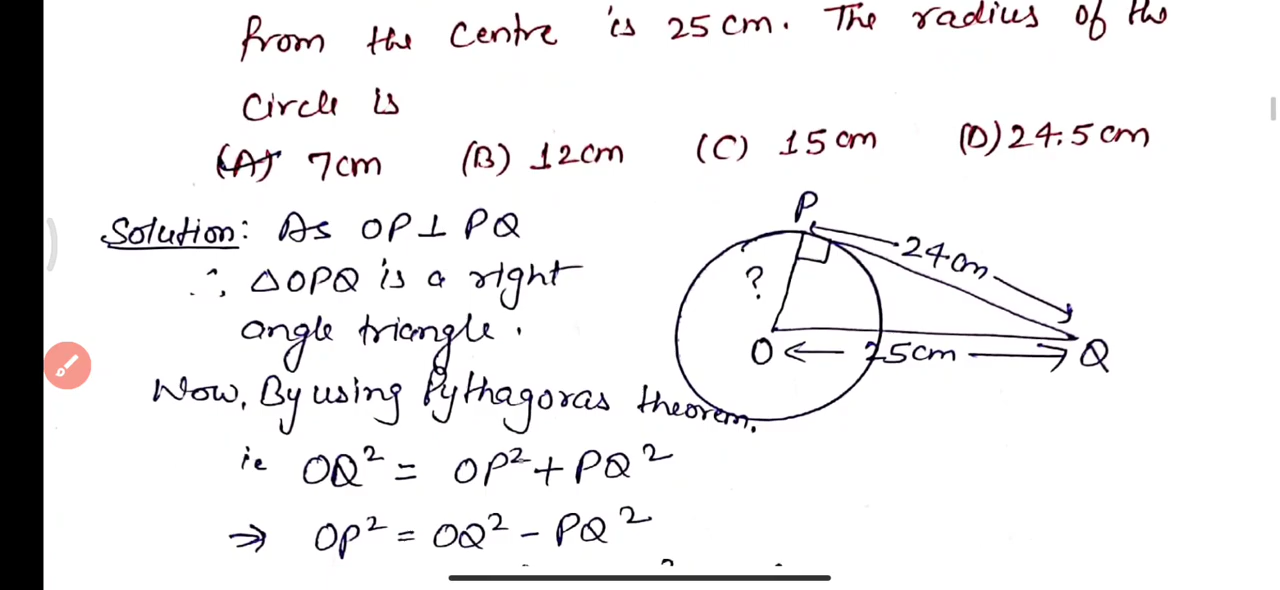 from the centre is 25 cm. The radius of the
circle is
(A) 7cm (B) 12cm (C) 15 cm (D) 24.5 cm
Solution: As OP ⊥ PQ
∴ △OPQ is a right
angle triangle.
Now, By using Pythagoras theorem.
ie OQ² = OP² + PQ²
⇒ OP² = OQ² - PQ²
P
24cm
?
O
25cm
Q